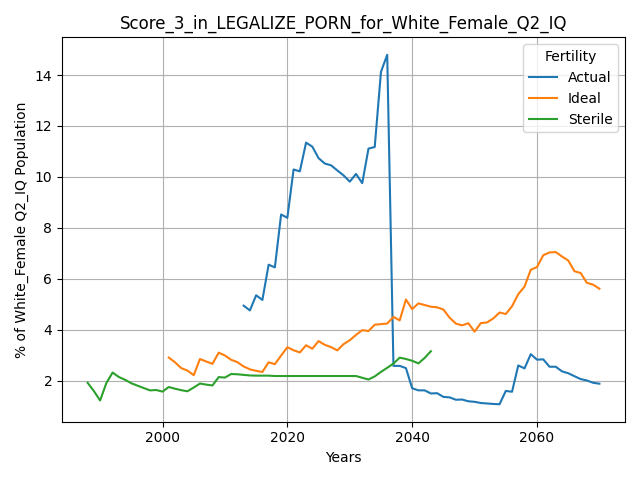 Score_3_in_LEGALIZE_PORN_for_White_Female_Q2_IQ
% of White_Female Q2_IQ Population
14
12
10
8
6
4
2
Fertility
Actual
Ideal
Sterile
2000
2020
2040
2060
Years